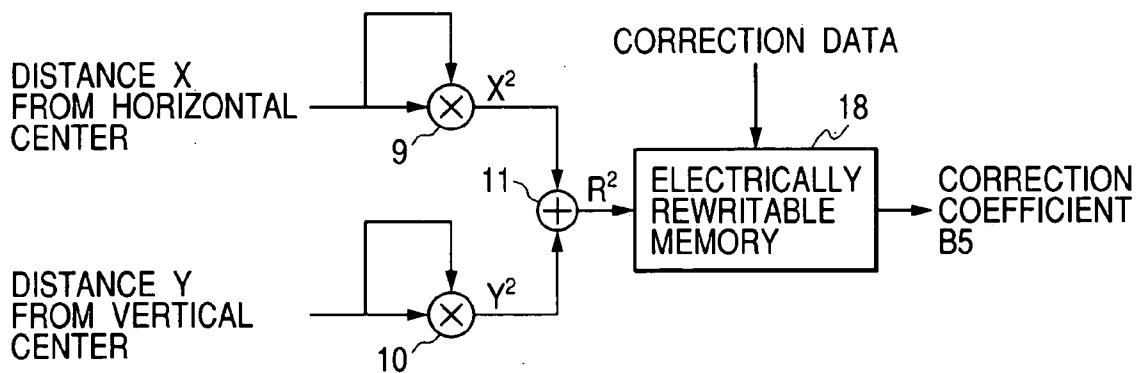 CORRECTION DATA
DISTANCE X
FROM HORIZONTAL
CENTER
X²
9
18
11
R²
ELECTRICALLY
REWRITABLE
MEMORY
CORRECTION
COEFFICIENT
B5
DISTANCE Y
FROM VERTICAL
CENTER
Y²
10